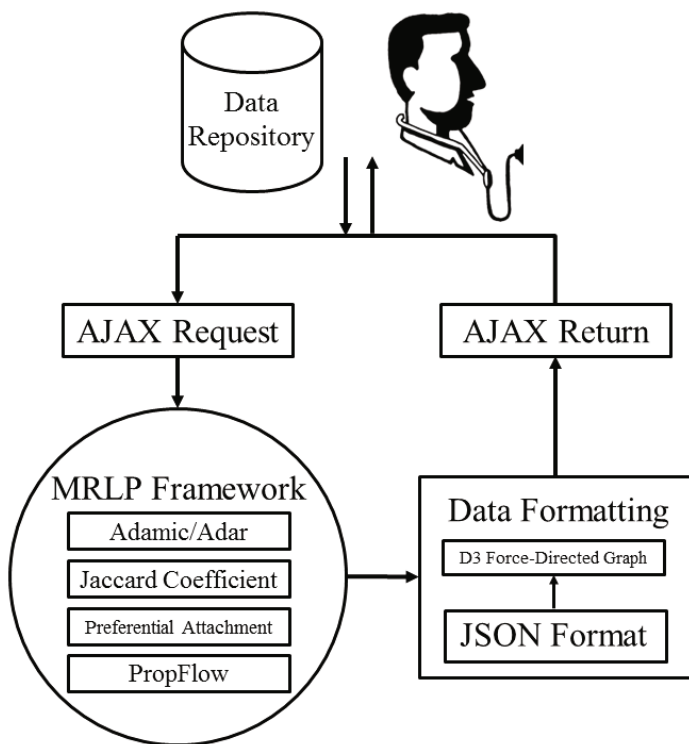 Data
Repository
AJAX Request
AJAX Return
MRLP Framework
Adamic/Adar
Jaccard Coefficient
Preferential Attachment
PropFlow
Data Formatting
D3 Force-Directed Graph
JSON Format